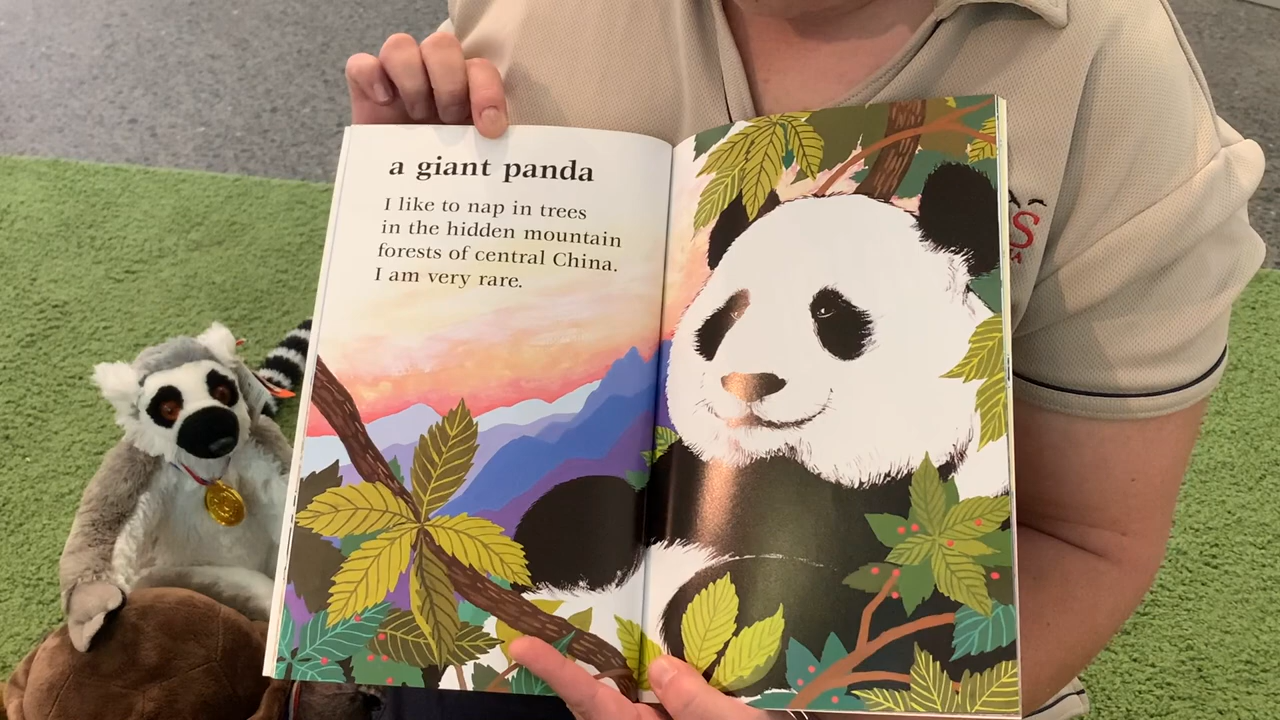 a giant panda
I like to nap in trees
in the hidden mountain
forests of central China.
I am very rare.